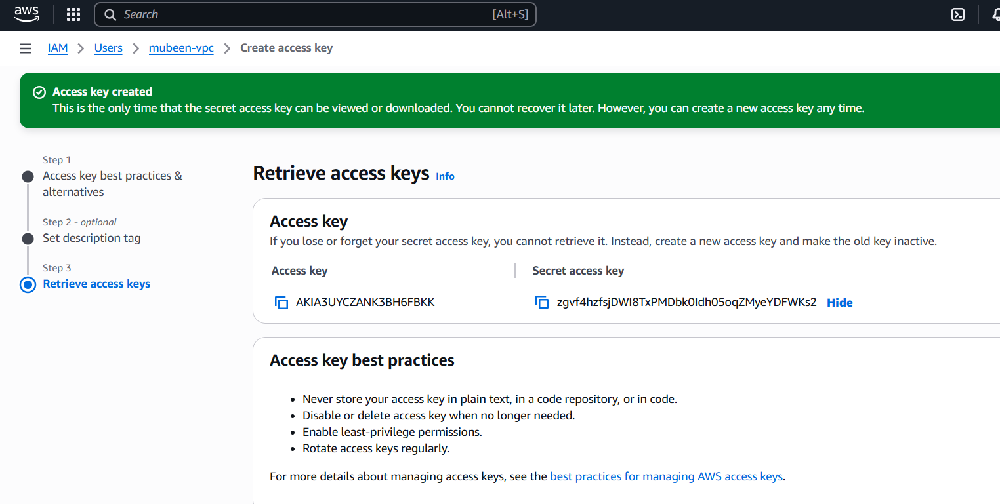 aws
Search [Alt+S]
IAM > Users > mubeen-vpc > Create access key
Access key created
This is the only time that the secret access key can be viewed or downloaded. You cannot recover it later. However, you can create a new access key any time.
Step 1
Access key best practices &
alternatives
Step 2 - optional
Set description tag
Step 3
Retrieve access keys
Retrieve access keys Info
Access key
If you lose or forget your secret access key, you cannot retrieve it. Instead, create a new access key and make the old key inactive.
Access key Secret access key
AKIA3UYCZANK3BH6FBKK zgvf4hzfsjDWI8TxPMDbk0Idh05oqZMyeYDFWKs2 Hide
Access key best practices
• Never store your access key in plain text, in a code repository, or in code.
• Disable or delete access key when no longer needed.
• Enable least-privilege permissions.
• Rotate access keys regularly.
For more details about managing access keys, see the best practices for managing AWS access keys.